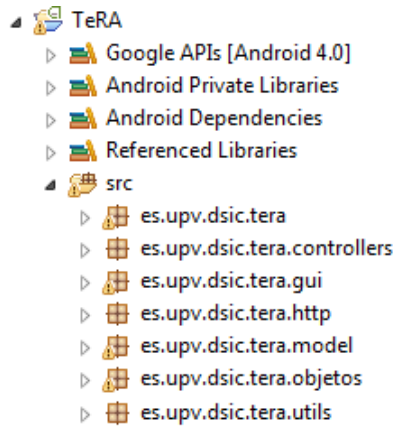 TeRA
Google APIs [Android 4.0]
Android Private Libraries
Android Dependencies
Referenced Libraries
src
es.upv.dsic.tera
es.upv.dsic.tera.controllers
es.upv.dsic.tera.gui
es.upv.dsic.tera.http
es.upv.dsic.tera.model
es.upv.dsic.tera.objetos
es.upv.dsic.tera.utils